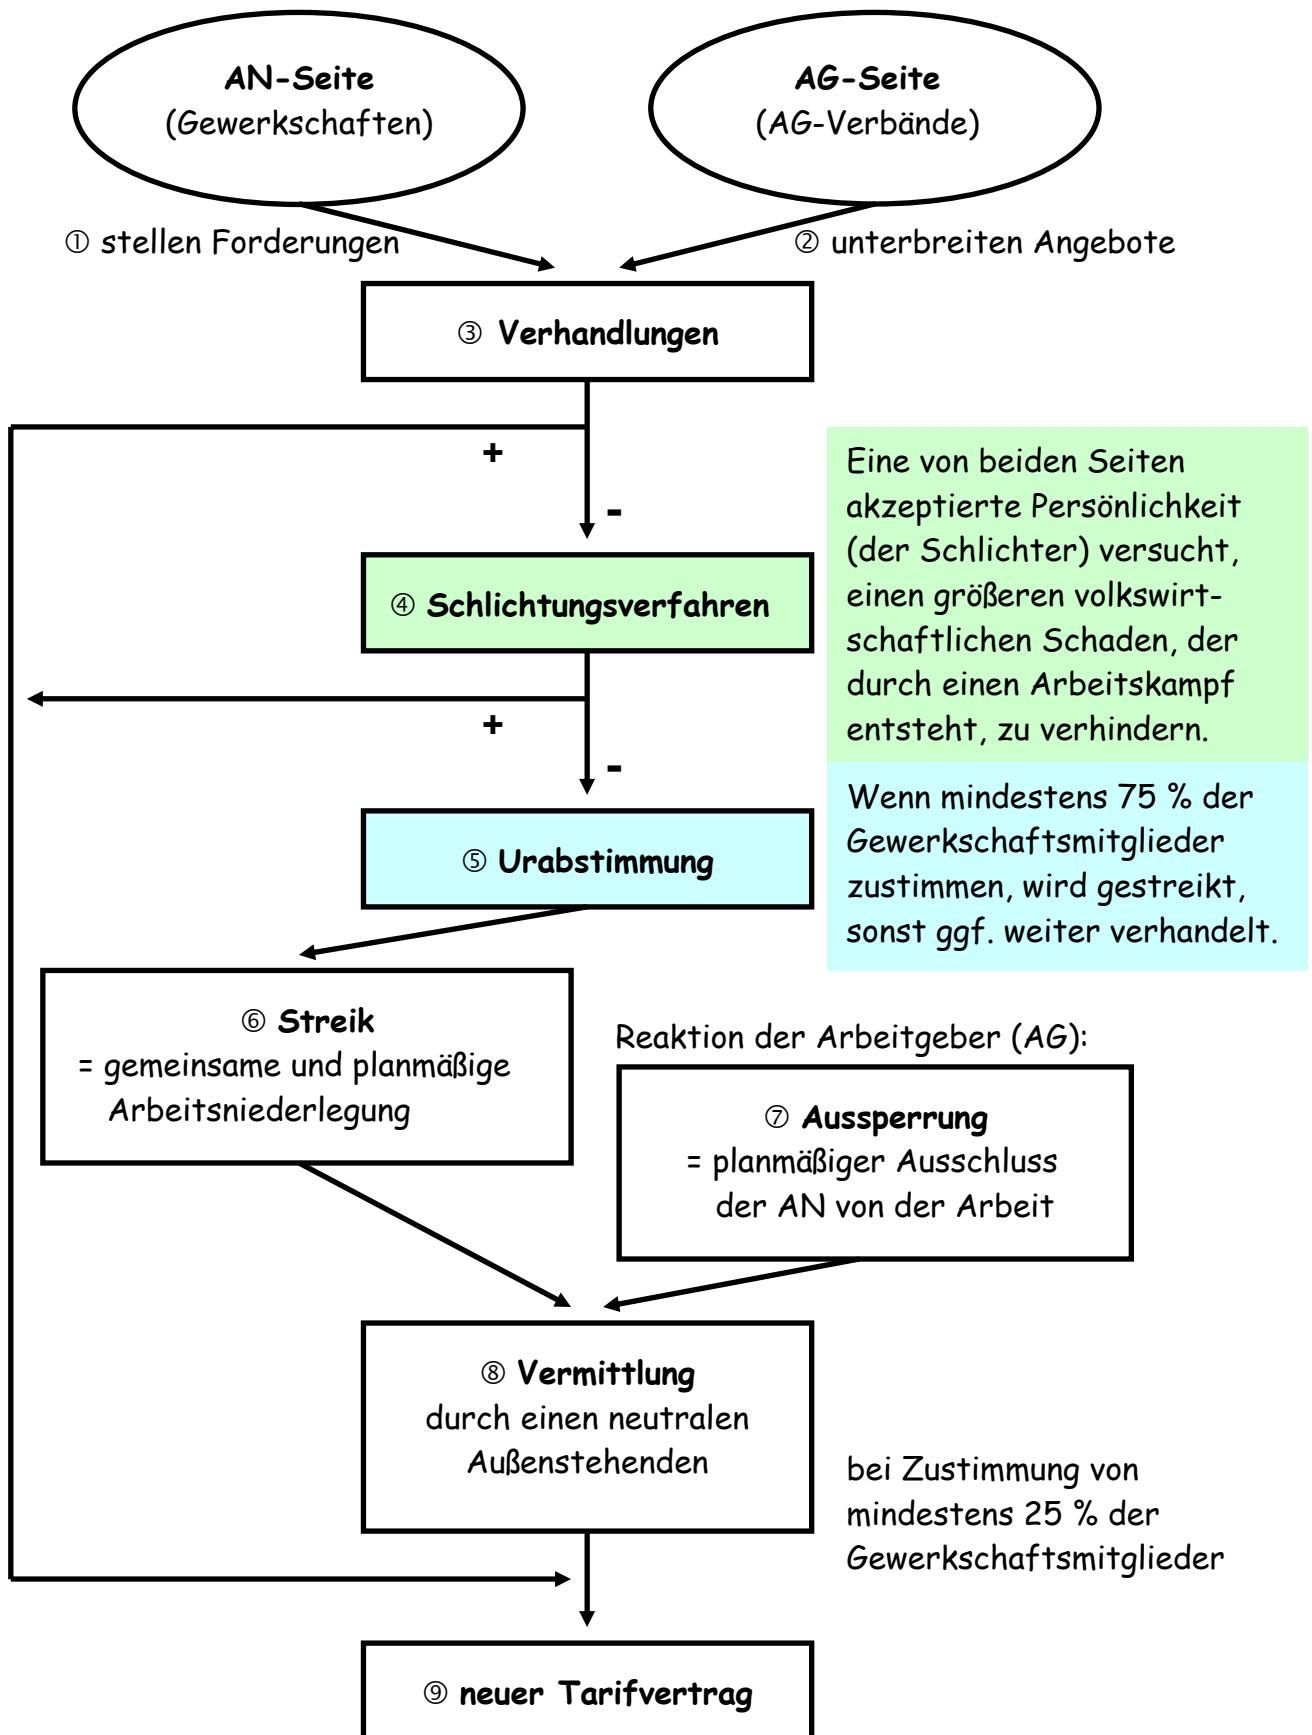 AN-Seite
(Gewerkschaften)
AG-Seite
(AG-Verbände)
① stellen Forderungen
② unterbreiten Angebote
③ Verhandlungen
+
-
Eine von beiden Seiten
akzeptierte Persönlichkeit
(der Schlichter) versucht,
einen größeren volkswirt-
schaftlichen Schaden, der
durch einen Arbeitskampf
entsteht, zu verhindern.
④ Schlichtungsverfahren
+
-
Wenn mindestens 75 % der
Gewerkschaftsmitglieder
zustimmen, wird gestreikt,
sonst ggf. weiter verhandelt.
⑤ Urabstimmung
⑥ Streik
= gemeinsame und planmäßige
Arbeitsniederlegung
Reaktion der Arbeitgeber (AG):
⑦ Aussperrung
= planmäßiger Ausschluss
der AN von der Arbeit
⑧ Vermittlung
durch einen neutralen
Außenstehenden
bei Zustimmung von
mindestens 25 % der
Gewerkschaftsmitglieder
⑨ neuer Tarifvertrag